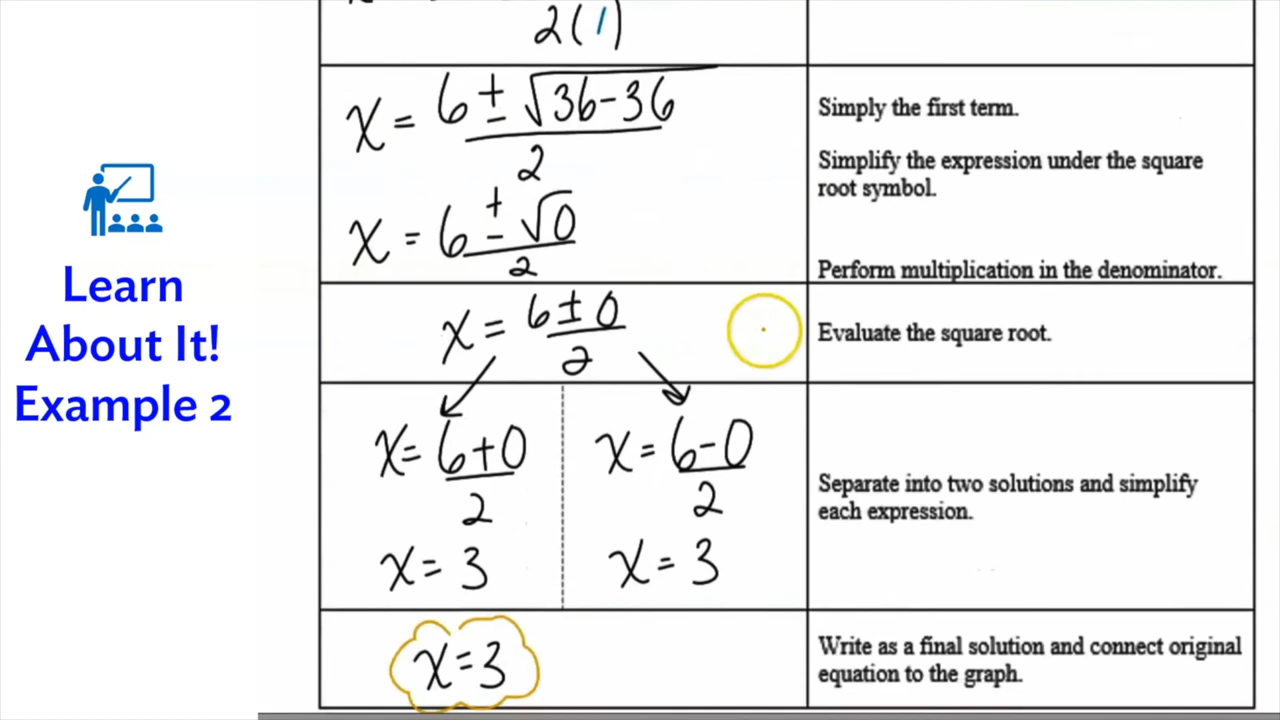 2(1)
x = 6 ± √36-36
2
Simply the first term.
Simplify the expression under the square
root symbol.
x = 6 ± √0
2
Perform multiplication in the denominator.
Learn
About It!
Example 2
x = 6 ± 0
2
Evaluate the square root.
x = 6+0
2
x = 3
x = 6-0
2
x = 3
Separate into two solutions and simplify
each expression.
x=3
Write as a final solution and connect original
equation to the graph.